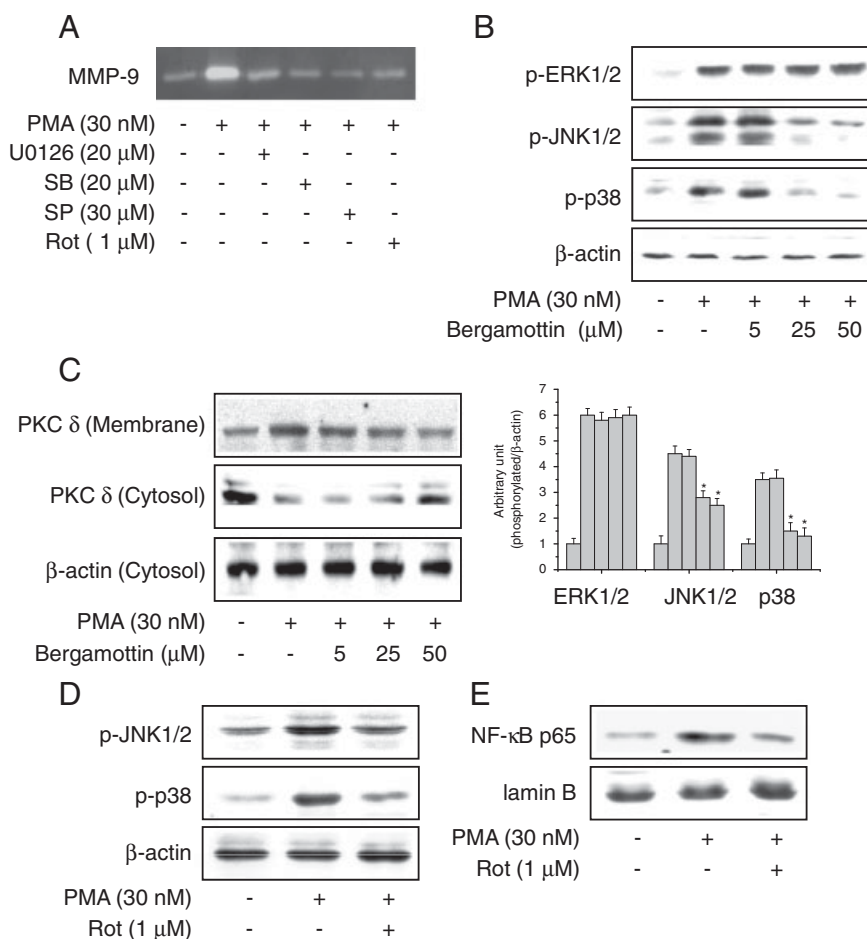 A
MMP-9
PMA (30 nM) - + + + + +
U0126 (20 μM) - - + - - -
SB (20 μM) - - - + - -
SP (30 μM) - - - - + -
Rot ( 1 μM) - - - - - +
B
p-ERK1/2
p-JNK1/2
p-p38
β-actin
PMA (30 nM) - + + + +
Bergamottin (μM) - - 5 25 50
Arbitrary unit
(phosphorylated/β-actin)
7
6
5
4
3
2
1
0
* *
* *
ERK1/2 JNK1/2 p38
C
PKC δ (Membrane)
PKC δ (Cytosol)
β-actin (Cytosol)
PMA (30 nM) - + + + +
Bergamottin (μM) - - 5 25 50
D
p-JNK1/2
p-p38
β-actin
PMA (30 nM) - + +
Rot (1 μM) - - +
E
NF-κB p65
lamin B
PMA (30 nM) - + +
Rot (1 μM) - - +